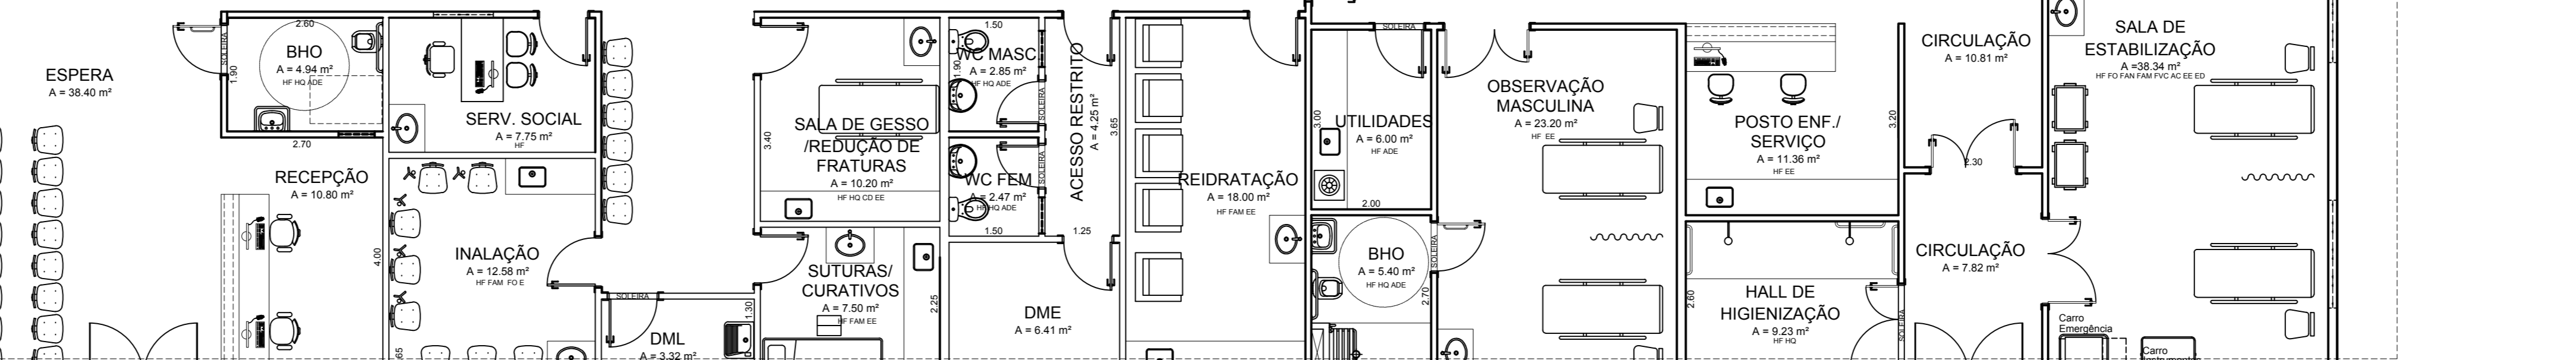 ESPERA
A = 38.40 m²
SOLEIRA
2.60
1.90
BHO
A = 4.94 m²
HF HQ ADE
2.70
SERV. SOCIAL
A = 7.75 m²
HF
RECEPÇÃO
A = 10.80 m²
4.00
INALAÇÃO
A = 12.58 m²
HF FAM FO E
SOLEIRA
1.30
DML
A = 3.32 m²
3.40
SALA DE GESSO
/REDUÇÃO DE
FRATURAS
A = 10.20 m²
HF HQ CD EE
SUTURAS/
CURATIVOS
A = 7.50 m²
HF FAM EE
2.25
1.50
WC MASC
A = 2.85 m²
HF HQ ADE
1.90
SOLEIRA
WC FEM
A = 2.47 m²
HF HQ ADE
SOLEIRA
1.50
ACESSO RESTRITO
A = 4.25 m²
3.65
1.25
DME
A = 6.41 m²
REIDRATAÇÃO
A = 18.00 m²
HF FAM EE
SOLEIRA
3.00
UTILIDADES
A = 6.00 m²
HF ADE
2.00
BHO
A = 5.40 m²
HF HQ ADE
SOLEIRA
2.70
OBSERVAÇÃO
MASCULINA
A = 23.20 m²
HF EE
POSTO ENF./
SERVIÇO
A = 11.36 m²
HF EE
3.20
2.60
HALL DE
HIGIENIZAÇÃO
A = 9.23 m²
HF HQ
SOLEIRA
CIRCULAÇÃO
A = 10.81 m²
2.30
CIRCULAÇÃO
A = 7.82 m²
SALA DE
ESTABILIZAÇÃO
A =38.34 m²
HF FO FAN FAM FVC AC EE ED
Carro
Emergência
Carro